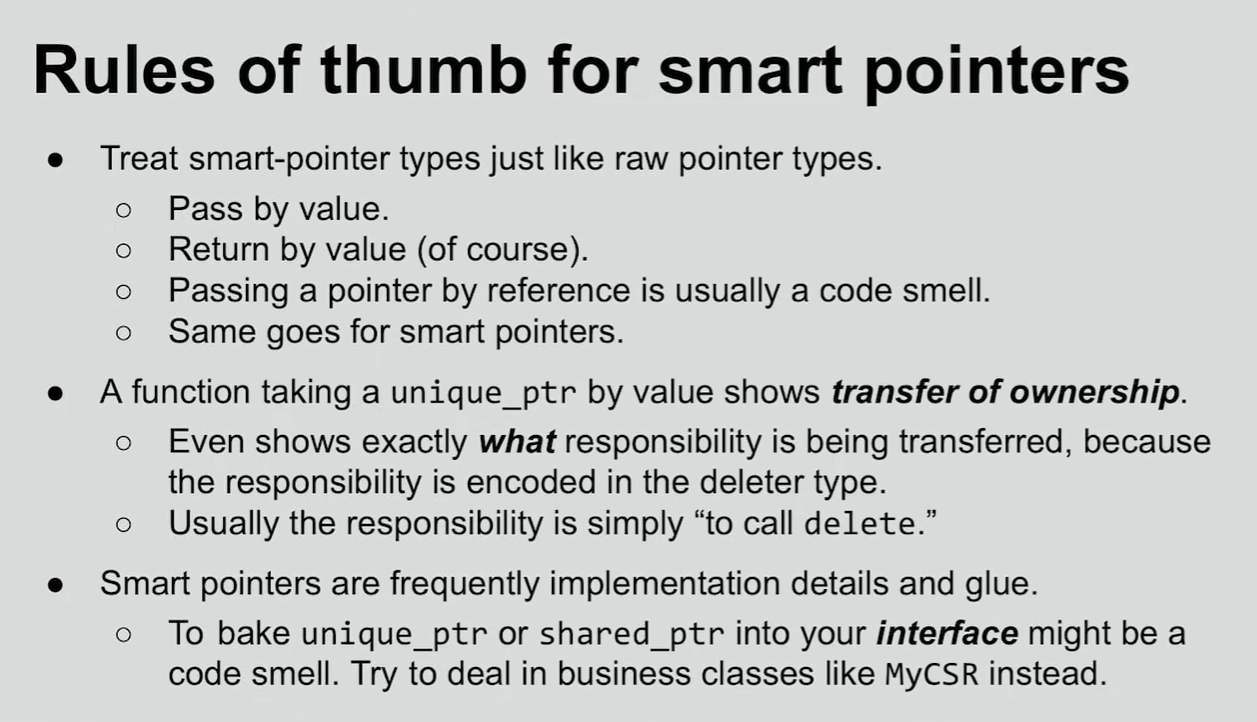 Rules of thumb for smart pointers
● Treat smart-pointer types just like raw pointer types.
○ Pass by value.
○ Return by value (of course).
○ Passing a pointer by reference is usually a code smell.
○ Same goes for smart pointers.
● A function taking a unique_ptr by value shows transfer of ownership.
○ Even shows exactly what responsibility is being transferred, because
the responsibility is encoded in the deleter type.
○ Usually the responsibility is simply “to call delete.”
● Smart pointers are frequently implementation details and glue.
○ To bake unique_ptr or shared_ptr into your interface might be a
code smell. Try to deal in business classes like MyCSR instead.